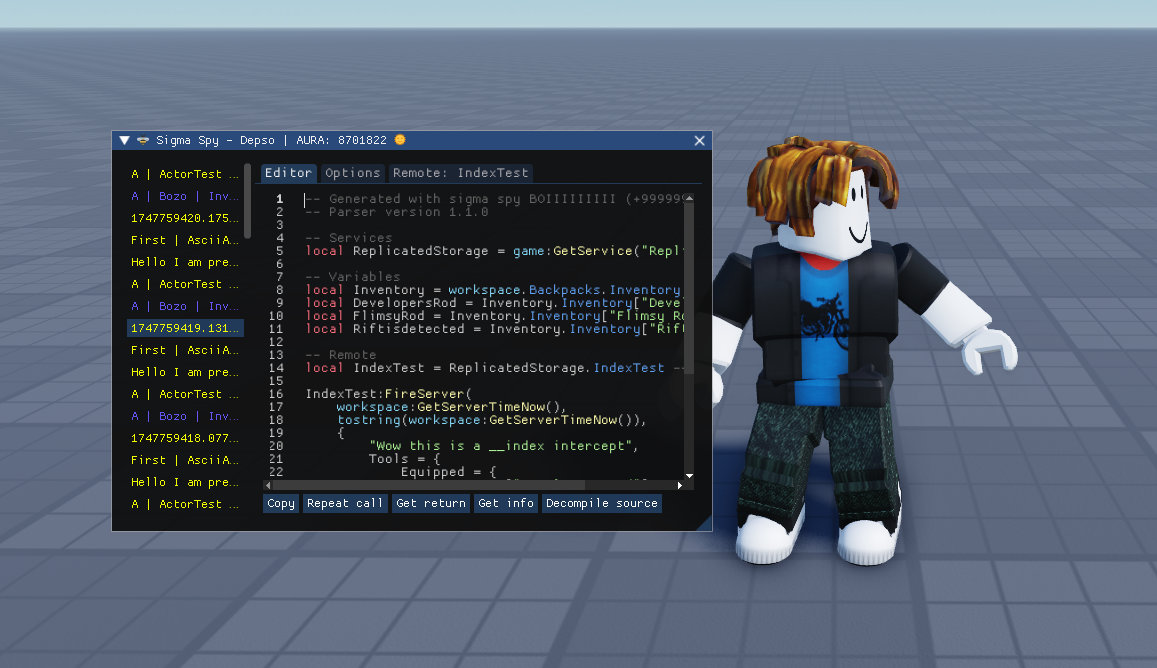 Sigma Spy - Depso | AURA: 8701822
A | ActorTest ...
A | Bozo | Inv...
1747759420.175...
First | AsciiA...
Hello I am pre...
A | ActorTest ...
A | Bozo | Inv...
1747759419.131...
First | AsciiA...
Hello I am pre...
A | ActorTest ...
A | Bozo | Inv...
1747759418.077...
First | AsciiA...
Hello I am pre...
A | ActorTest ...
Editor Options Remote: IndexTest
1 -- Generated with sigma spy BOIIIIIIIII (+999999
2 -- Parser version 1.1.0
3
4 -- Services
5 local ReplicatedStorage = game:GetService("Repli
6
7 -- Variables
8 local Inventory = workspace.Backpacks.Inventory
9 local DevelopersRod = Inventory.Inventory["Deve
10 local FlimsyRod = Inventory.Inventory["Flimsy Ro
11 local Riftisdetected = Inventory.Inventory["Rif
12
13 -- Remote
14 local IndexTest = ReplicatedStorage.IndexTest --
15
16 IndexTest:FireServer(
17 workspace:GetServerTimeNow(),
18 tostring(workspace:GetServerTimeNow()),
19 {
20 "Wow this is a __index intercept",
21 Tools = {
22 Equipped = {
Copy Repeat call Get return Get info Decompile source